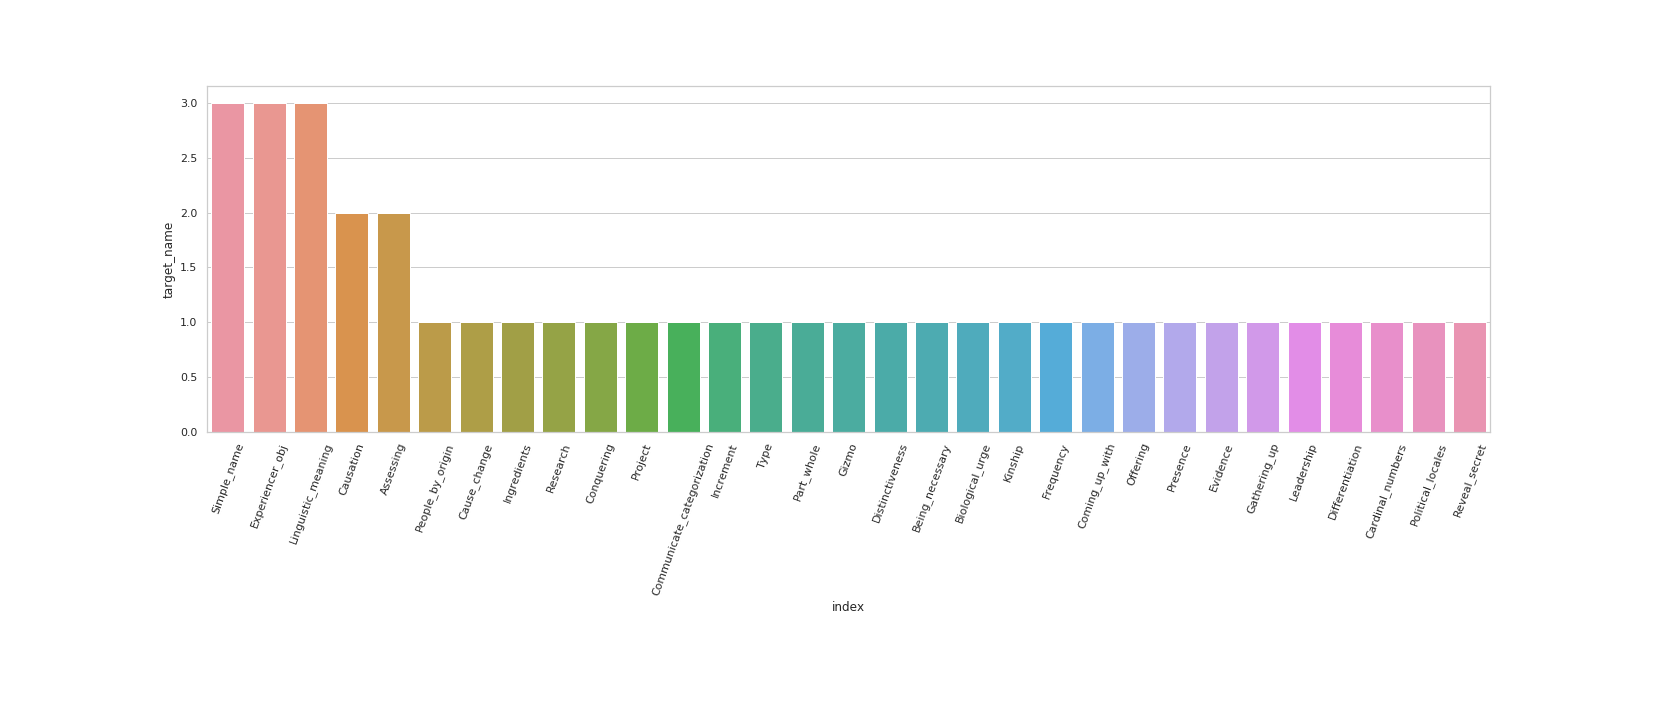 3.0
2.5
2.0
1.5
1.0
0.5
0.0
target_name
Simple_name
Experiencer_obj
Linguistic_meaning
Causation
Assessing
People_by_origin
Cause_change
Ingredients
Research
Conquering
Project
Communicate_categorization
Increment
Type
Part_whole
Gizmo
Distinctiveness
Being_necessary
Biological_urge
Kinship
Frequency
Coming_up_with
Offering
Presence
Evidence
Gathering_up
Leadership
Differentiation
Cardinal_numbers
Political_locales
Reveal_secret
index